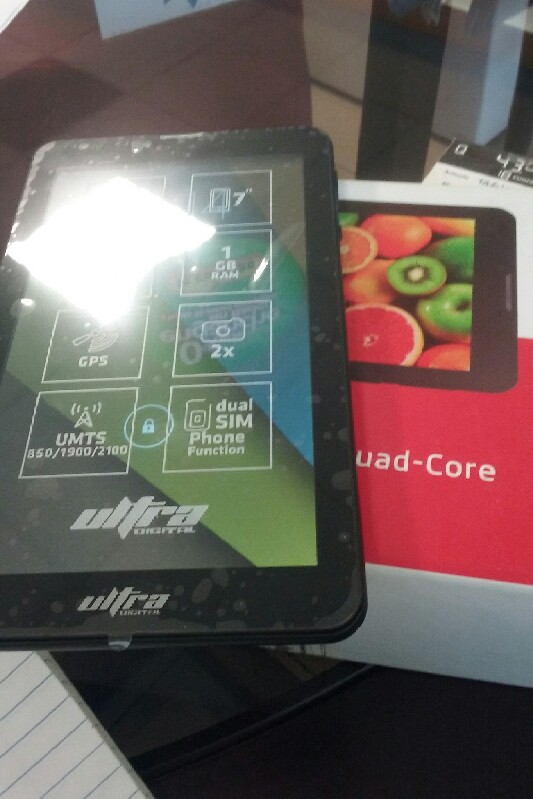 7"
1
GB
RAM
GPS
2x
UMTS
850/1900/2100
dual
SIM
Phone
Function
ultra
DIGITAL
ultra
DIGITAL
uad-Core